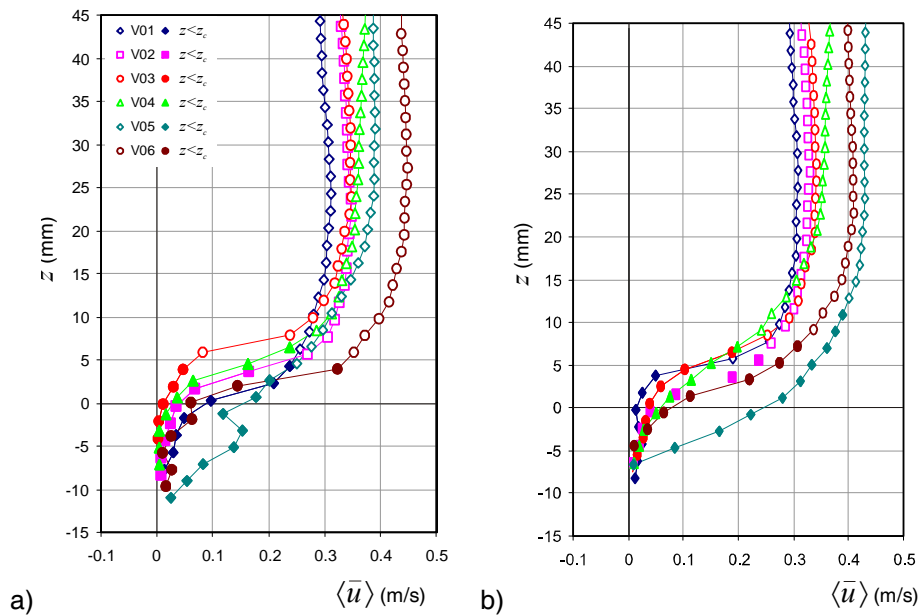 V01 z<z_c
V02 z<z_c
V03 z<z_c
V04 z<z_c
V05 z<z_c
V06 z<z_c
45
40
35
30
25
20
15
10
5
0
-5
-10
-15
z (mm)
-0.1 0 0.1 0.2 0.3 0.4 0.5
⟨u̅⟩ (m/s)
a)
45
40
35
30
25
20
15
10
5
0
-5
-10
-15
z (mm)
-0.1 0 0.1 0.2 0.3 0.4 0.5
⟨u̅⟩ (m/s)
b)